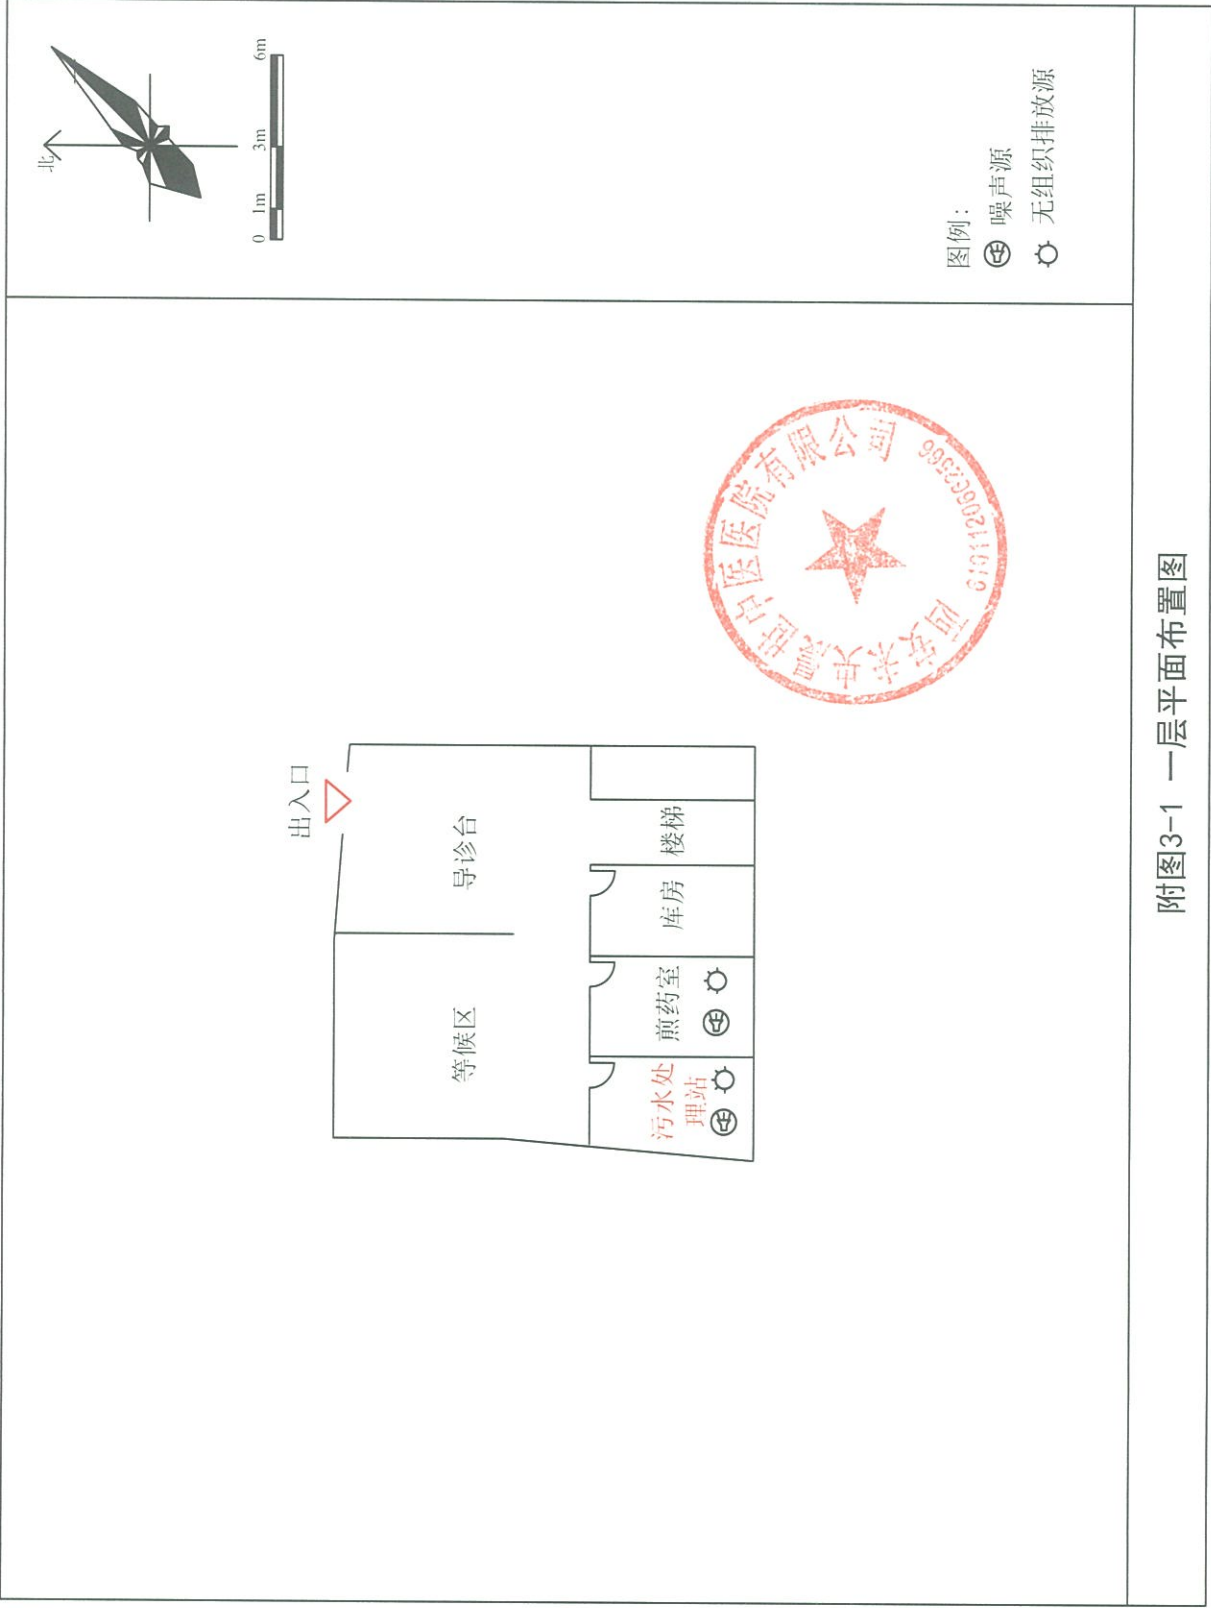 北
0 1m 3m 6m
出入口
等候区
导诊台
污水处
理站
煎药室
库房
楼梯
西安未央晨 中医医院有限公司
图例：
噪声源
无组织排放源
附图3-1 一层平面布置图